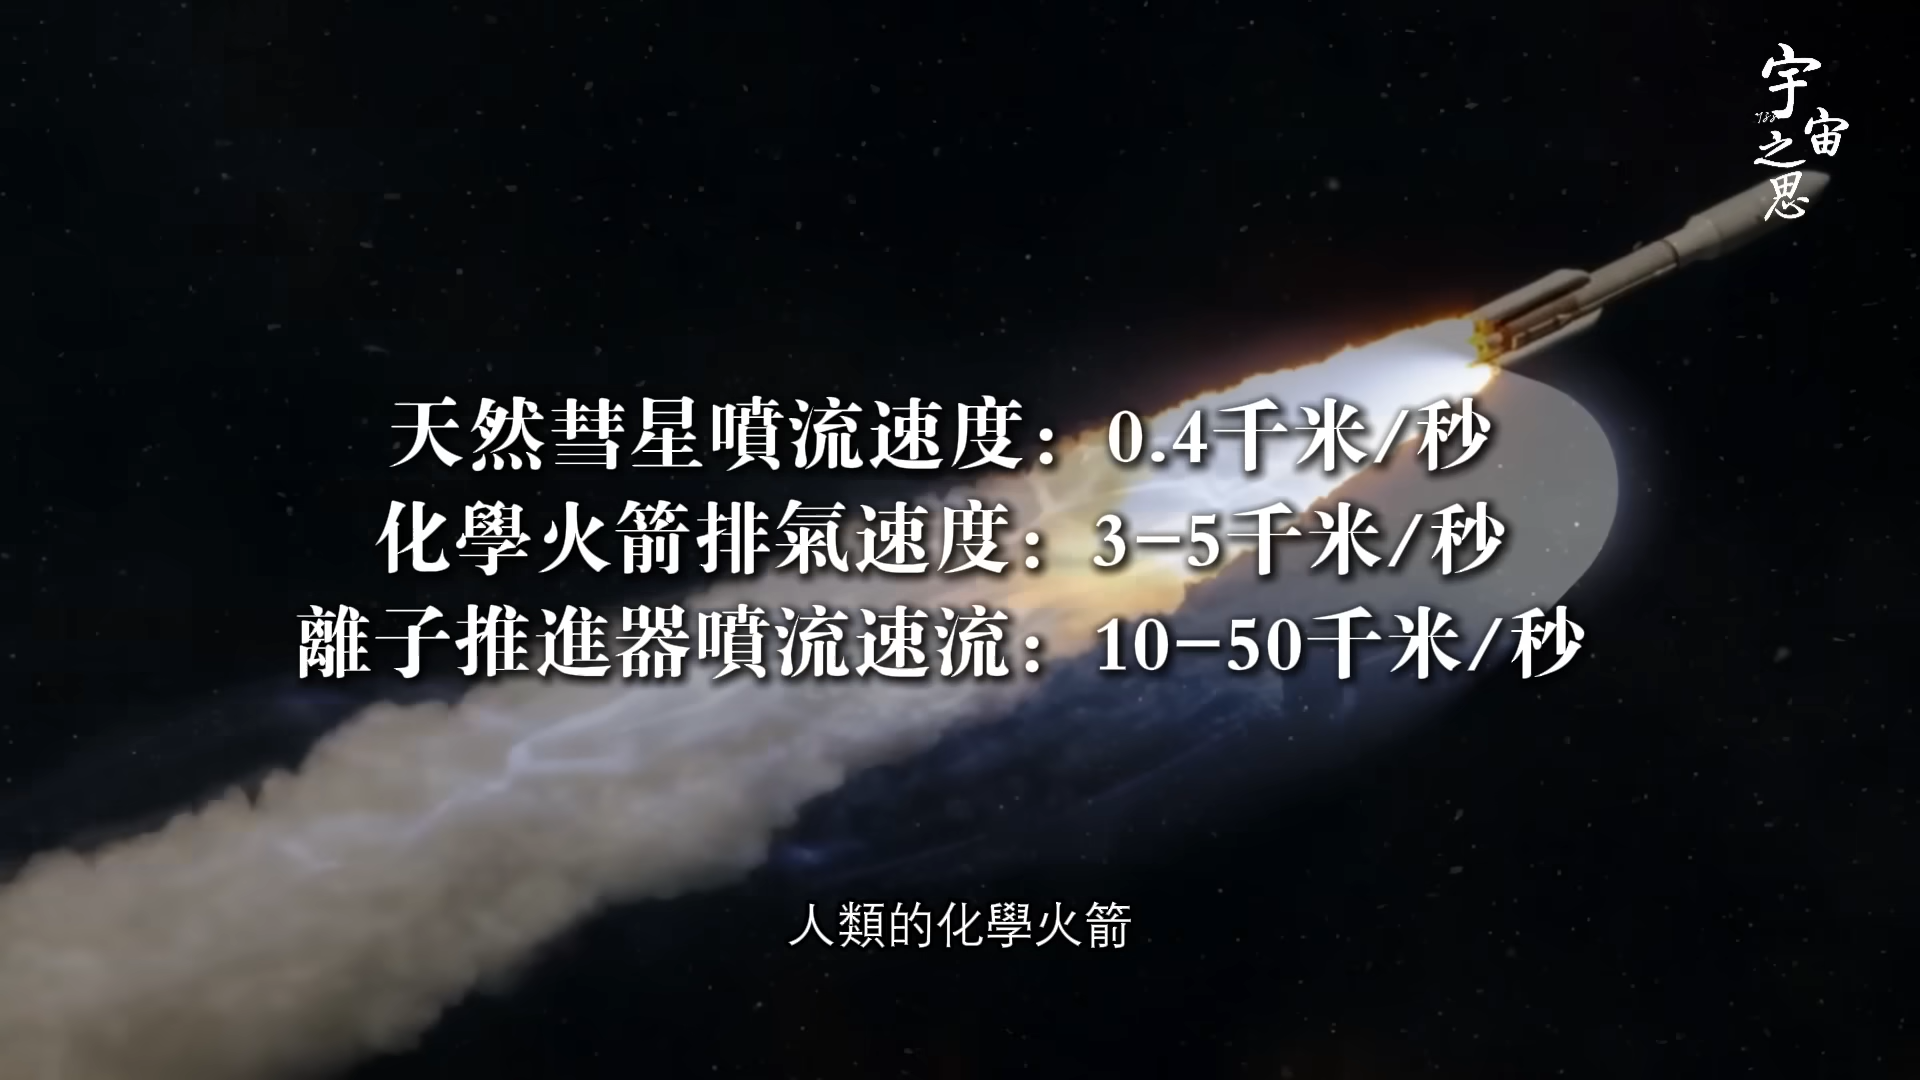 宇宙之思
天然彗星噴流速度：0.4千米/秒
化學火箭排氣速度：3-5千米/秒
離子推進器噴流速流：10-50千米/秒
人類的化學火箭